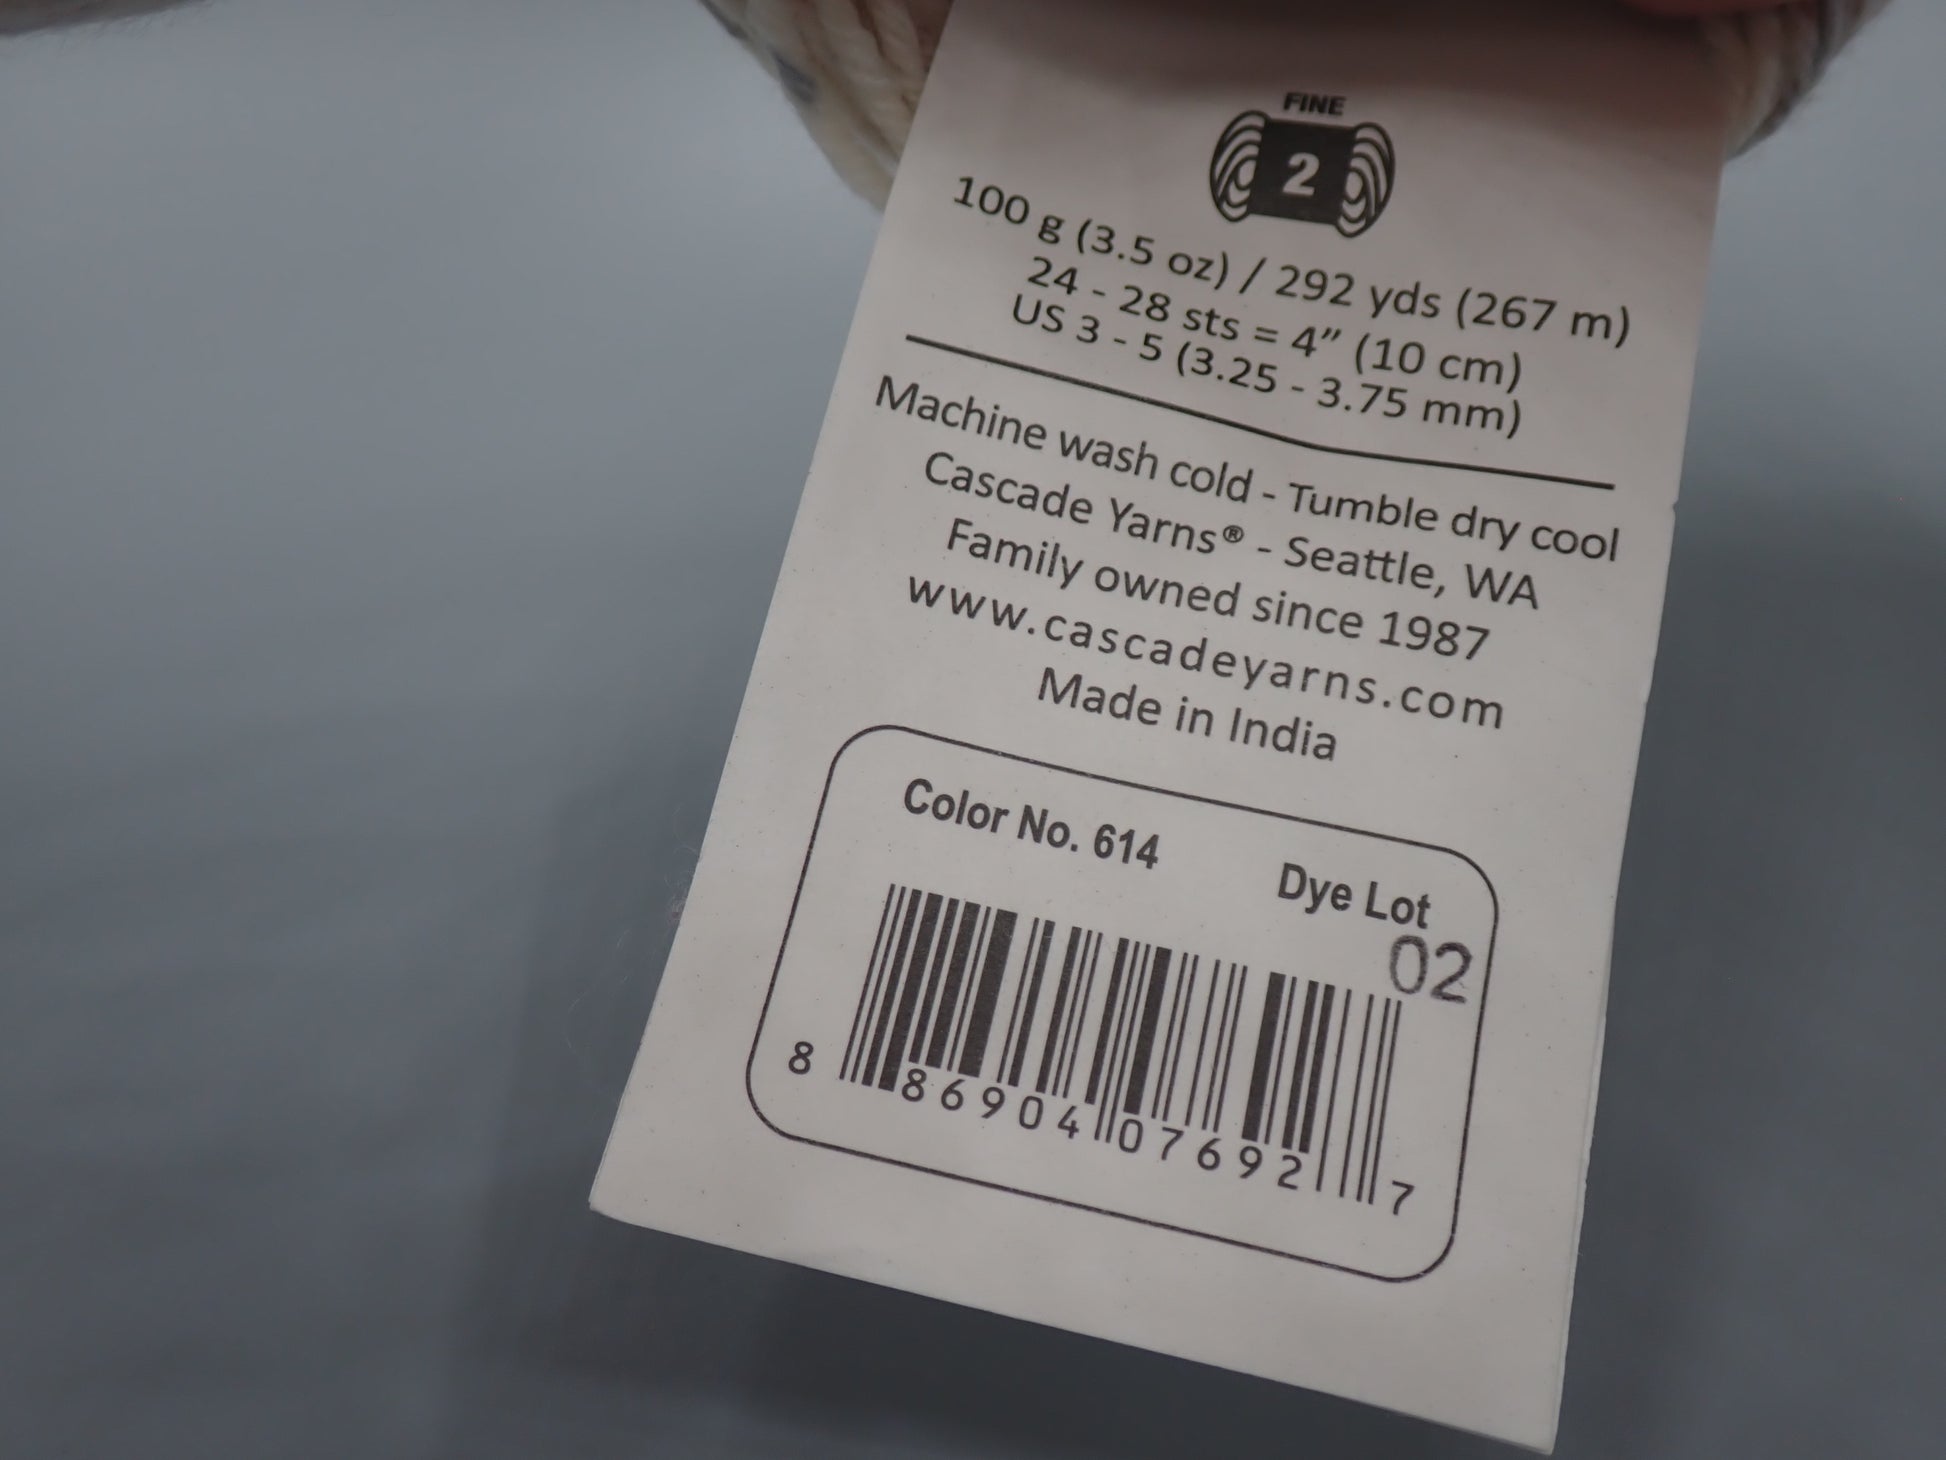 FINE
2
100 g (3.5 oz) / 292 yds (267 m)
24 - 28 sts = 4” (10 cm)
US 3 - 5 (3.25 - 3.75 mm)
Machine wash cold - Tumble dry cool
Cascade Yarns® - Seattle, WA
Family owned since 1987
www.cascadeyarns.com
Made in India
Color No. 614
Dye Lot
02
8 86904 07692 7